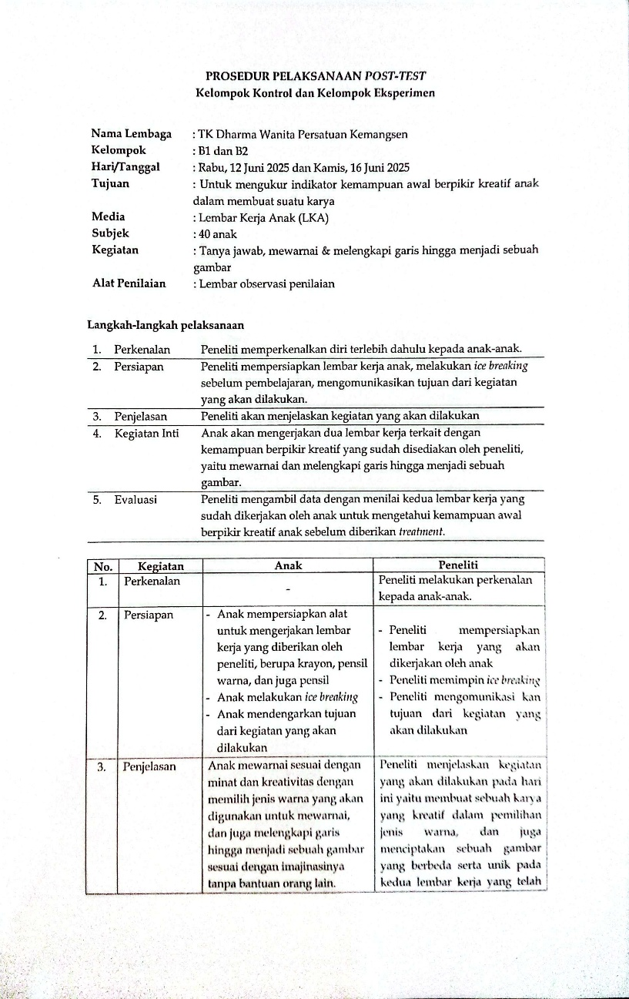 PROSEDUR PELAKSANAAN POST-TEST
Kelompok Kontrol dan Kelompok Eksperimen
Nama Lembaga : TK Dharma Wanita Persatuan Kemangsen
Kelompok : B1 dan B2
Hari/Tanggal : Rabu, 12 Juni 2025 dan Kamis, 16 Juni 2025
Tujuan : Untuk mengukur indikator kemampuan awal berpikir kreatif anak
dalam membuat suatu karya
Media : Lembar Kerja Anak (LKA)
Subjek : 40 anak
Kegiatan : Tanya jawab, mewarnai & melengkapi garis hingga menjadi sebuah
gambar
Alat Penilaian : Lembar observasi penilaian
Langkah-langkah pelaksanaan
1. Perkenalan Peneliti memperkenalkan diri terlebih dahulu kepada anak-anak.
2. Persiapan Peneliti mempersiapkan lembar kerja anak, melakukan ice breaking
sebelum pembelajaran, mengomunikasikan tujuan dari kegiatan
yang akan dilakukan.
3. Penjelasan Peneliti akan menjelaskan kegiatan yang akan dilakukan
4. Kegiatan Inti Anak akan mengerjakan dua lembar kerja terkait dengan
kemampuan berpikir kreatif yang sudah disediakan oleh peneliti,
yaitu mewarnai dan melengkapi garis hingga menjadi sebuah
gambar.
5. Evaluasi Peneliti mengambil data dengan menilai kedua lembar kerja yang
sudah dikerjakan oleh anak untuk mengetahui kemampuan awal
berpikir kreatif anak sebelum diberikan treatment.
No. Kegiatan Anak Peneliti
1. Perkenalan
-
Peneliti melakukan perkenalan
kepada anak-anak.
2. Persiapan
- Anak mempersiapkan alat
untuk mengerjakan lembar
kerja yang diberikan oleh
peneliti, berupa krayon, pensil
warna, dan juga pensil
- Anak melakukan ice breaking
- Anak mendengarkan tujuan
dari kegiatan yang akan
dilakukan
- Peneliti mempersiapkan
lembar kerja yang akan
dikerjakan oleh anak
- Peneliti memimpin ice breaking
- Peneliti mengomunikasi kan
tujuan dari kegiatan yang
akan dilakukan
3. Penjelasan
Anak mewarnai sesuai dengan
minat dan kreativitas dengan
memilih jenis warna yang akan
digunakan untuk mewarnai,
dan juga melengkapi garis
hingga menjadi sebuah gambar
sesuai dengan imajinasinya
tanpa bantuan orang lain.
Peneliti menjelaskan kegiatan
yang akan dilakukan pada hari
ini yaitu membuat sebuah karya
yang kreatif dalam pemilihan
jenis warna, dan juga
menciptakan sebuah gambar
yang berbeda serta unik pada
kedua lembar kerja yang telah